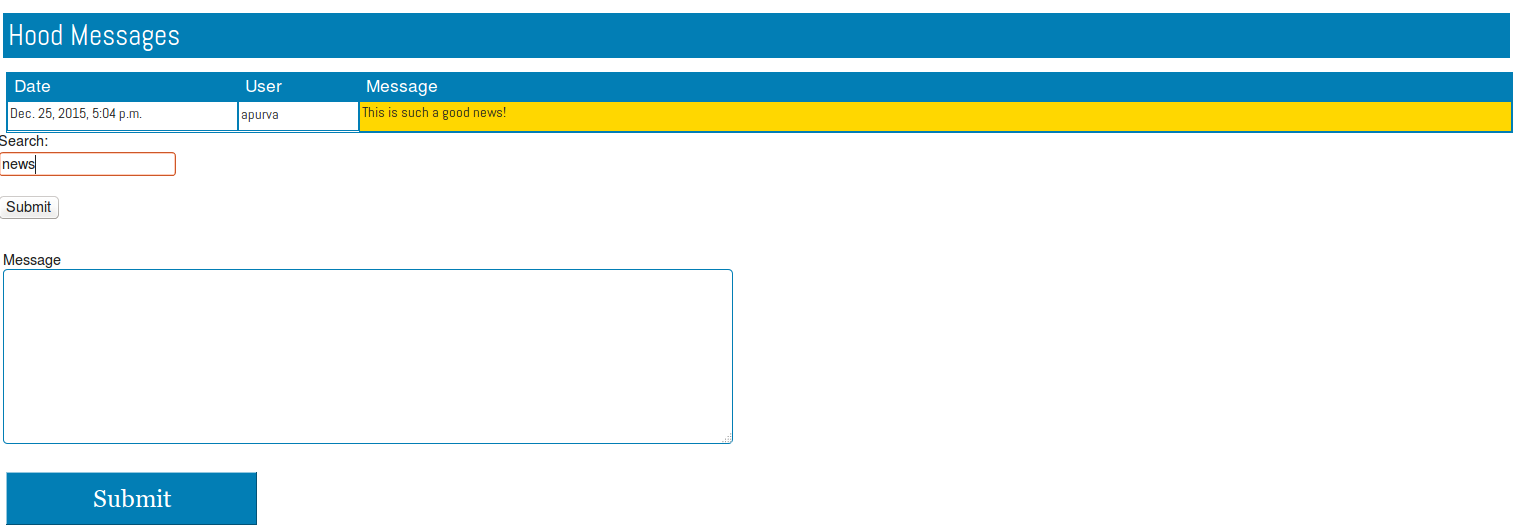 Hood Messages
Date User Message
Dec. 25, 2015, 5:04 p.m. apurva This is such a good news!
Search:
news
Submit
Message
Submit